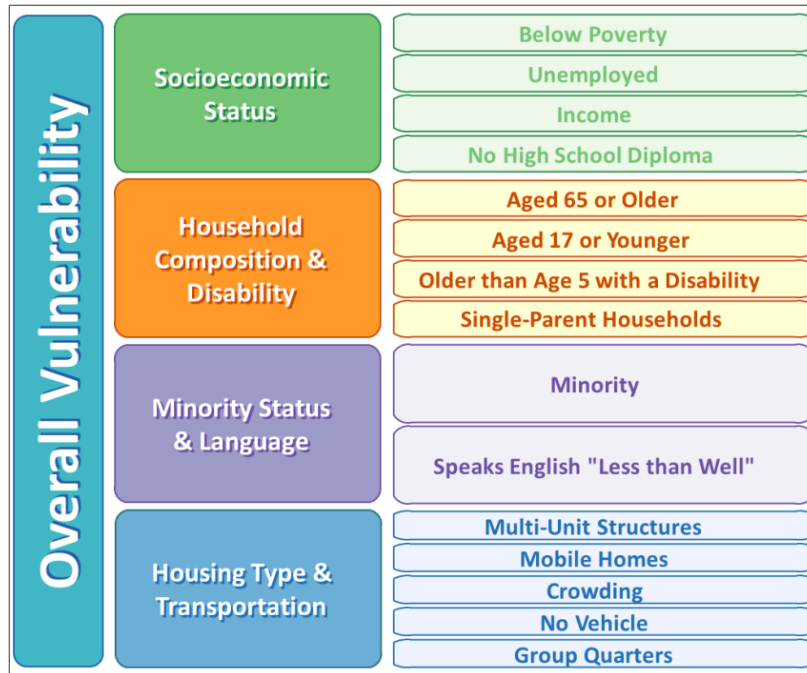 Overall Vulnerability
Socioeconomic
Status
Below Poverty
Unemployed
Income
No High School Diploma
Household
Composition &
Disability
Aged 65 or Older
Aged 17 or Younger
Older than Age 5 with a Disability
Single-Parent Households
Minority Status
& Language
Minority
Speaks English "Less than Well"
Housing Type &
Transportation
Multi-Unit Structures
Mobile Homes
Crowding
No Vehicle
Group Quarters